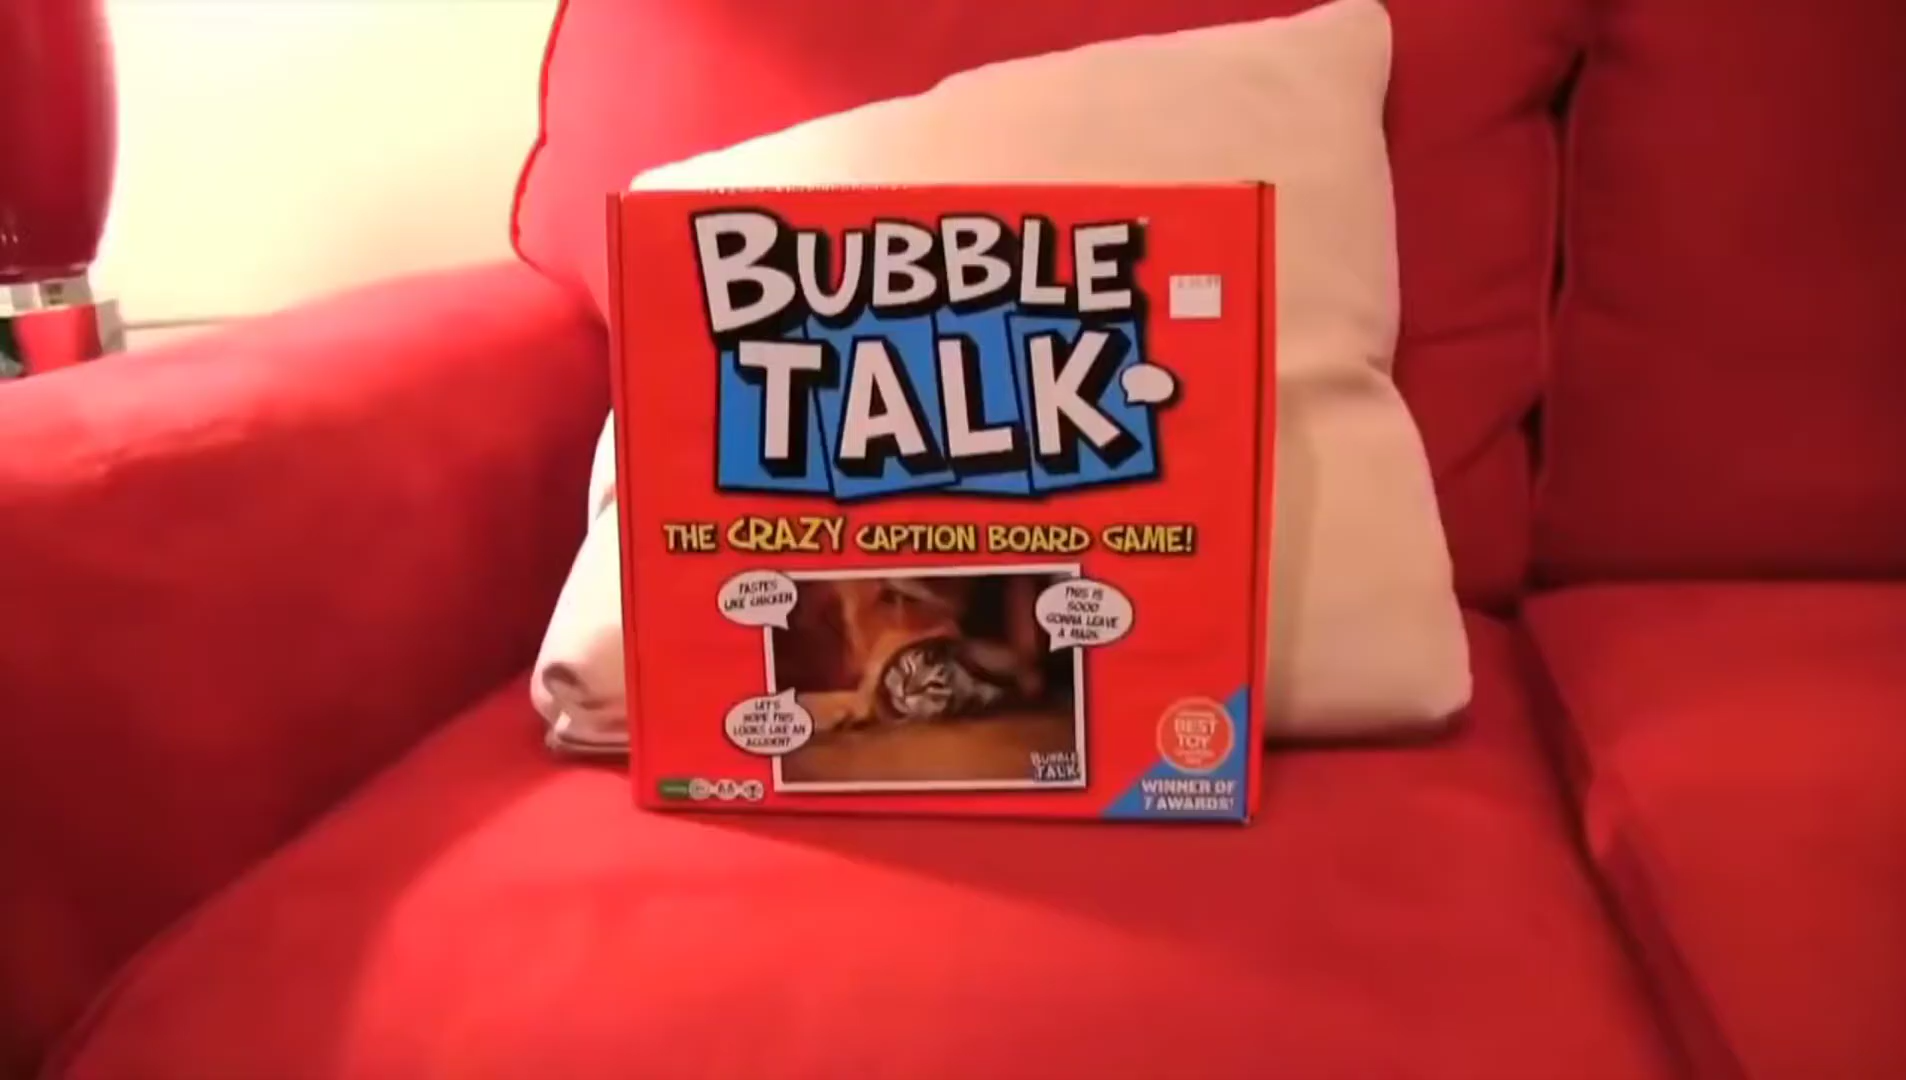 BUBBLE
TALK
THE CRAZY CAPTION BOARD GAME!
TASTES
LIKE CHICKEN
THIS IS
SOOO
GONNA LEAVE
A MARK
LET'S
HOPE THIS
LOOKS LIKE AN
ACCIDENT
BUBBLE
TALK
BEST
TOY
WINNER OF
7 AWARDS!